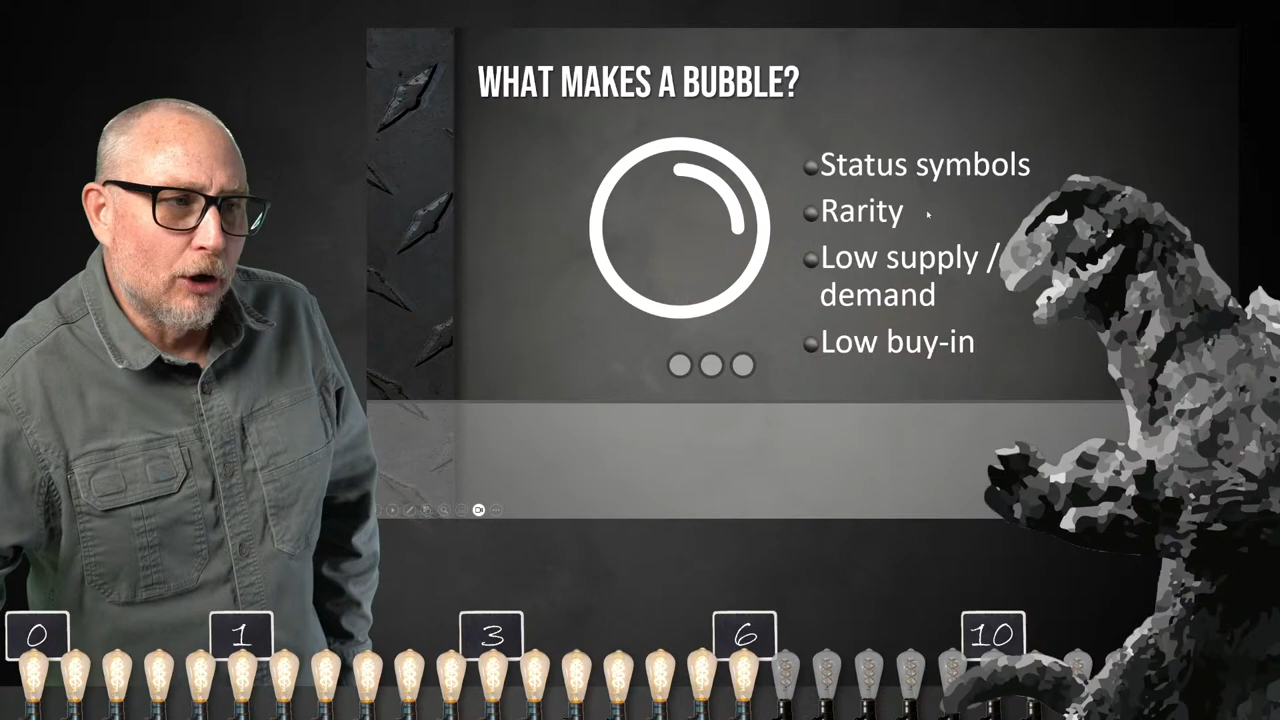 WHAT MAKES A BUBBLE?
Status symbols
Rarity
Low supply /
demand
Low buy-in
0
1
3
6
10